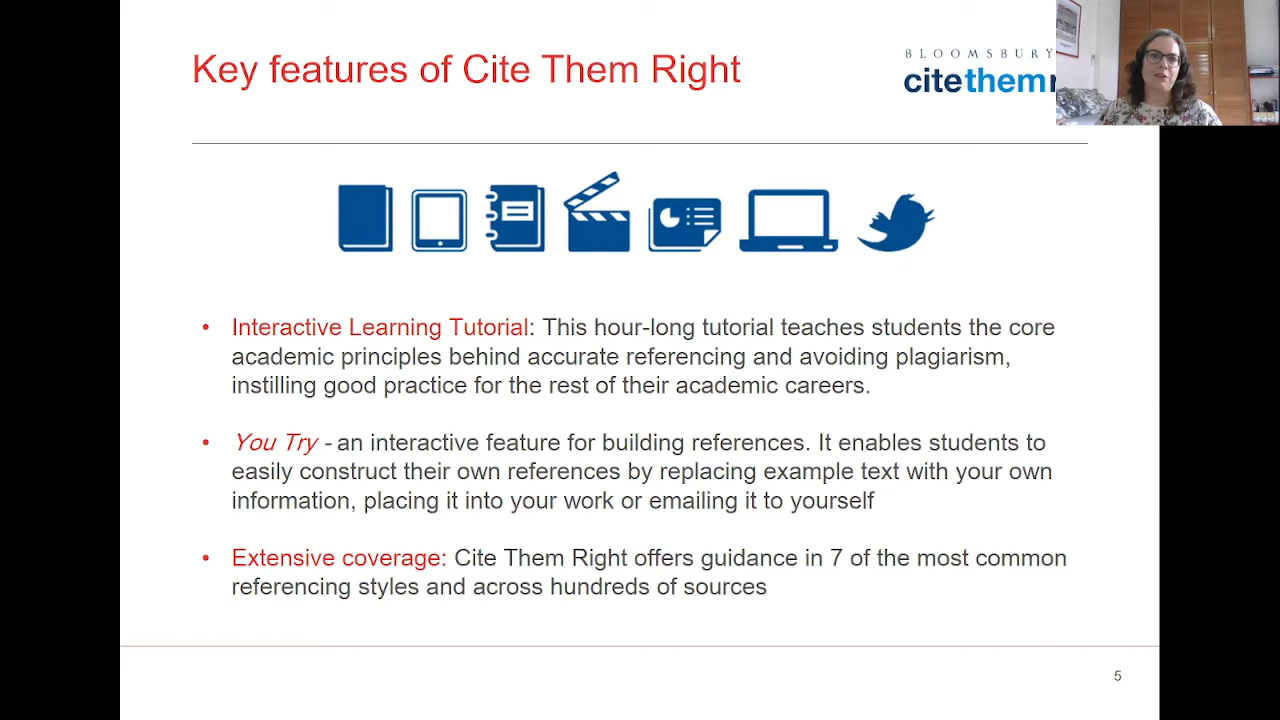 Key features of Cite Them Right
BLOOMSBURY
citethem
• Interactive Learning Tutorial: This hour-long tutorial teaches students the core
academic principles behind accurate referencing and avoiding plagiarism,
instilling good practice for the rest of their academic careers.
• You Try - an interactive feature for building references. It enables students to
easily construct their own references by replacing example text with your own
information, placing it into your work or emailing it to yourself
• Extensive coverage: Cite Them Right offers guidance in 7 of the most common
referencing styles and across hundreds of sources
5